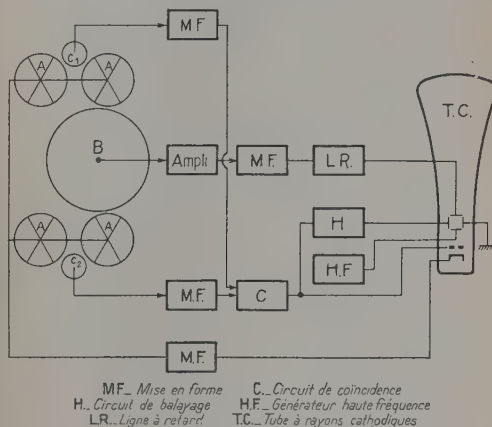 M F
C₁
A A
B
Ampli
M F.
L R.
T.C.
H
A A
C₂
H.F
M.F.
C
M.F.
M.F._ Mise en forme C._ Circuit de coïncidence
H._ Circuit de balayage H.F._ Générateur haute fréquence
L.R._ Ligne à retard T.C._ Tube à rayons cathodiques